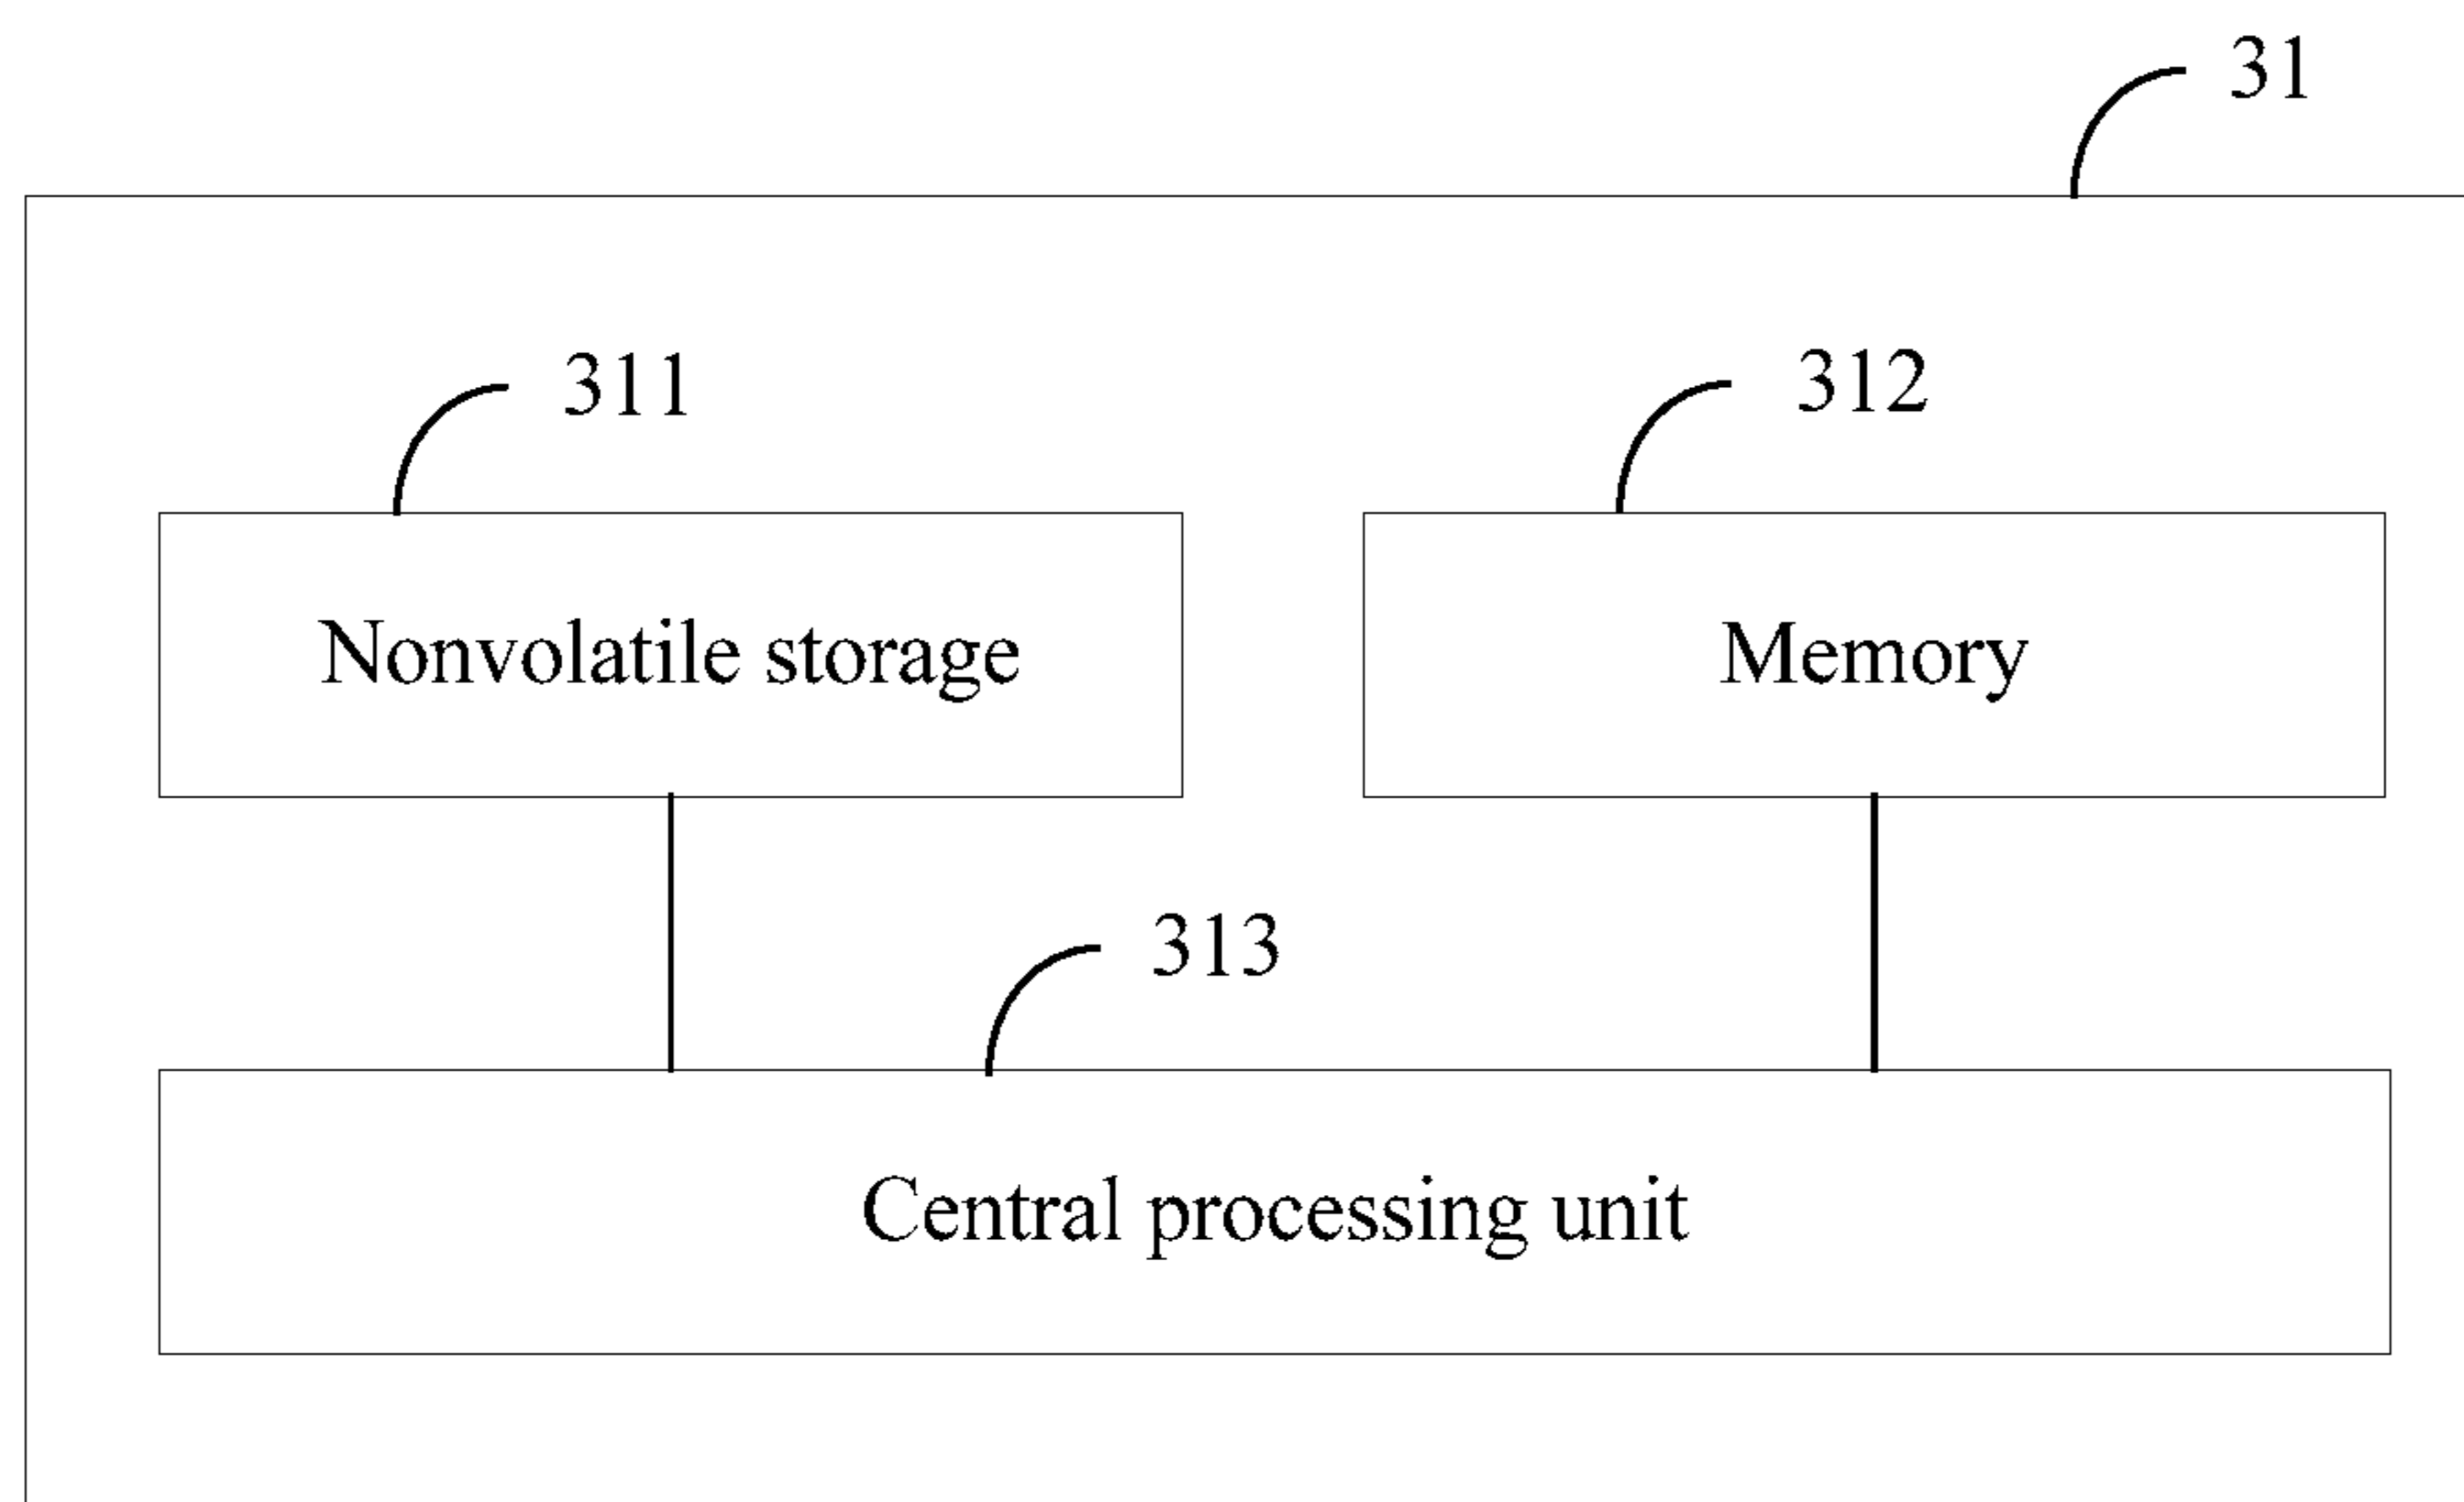 31
311
312
Nonvolatile storage
Memory
313
Central processing unit